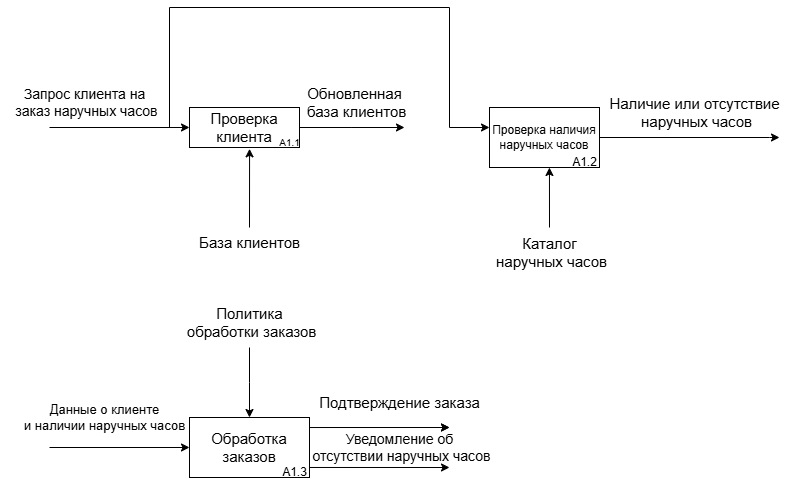 Запрос клиента на
заказ наручных часов
Проверка
клиента
A1.1
Обновленная
база клиентов
База клиентов
Проверка наличия
наручных часов
A1.2
Наличие или отсутствие
наручных часов
Каталог
наручных часов
Политика
обработки заказов
Данные о клиенте
и наличии наручных часов
Обработка
заказов
A1.3
Подтверждение заказа
Уведомление об
отсутствии наручных часов